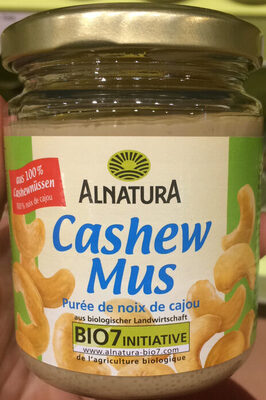 aus 100%
Cashewnüssen
100% noix de cajou
ALNATURA
Cashew
Mus
Purée de noix de cajou
aus biologischer Landwirtschaft
BIO7 INITIATIVE
www.alnatura-bio7.com
de l'agriculture biologique